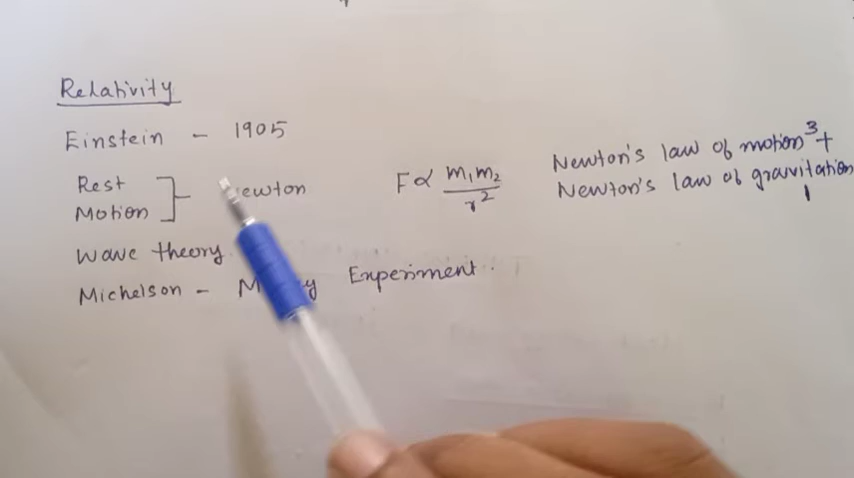 Relativity
Einstein - 1905
Rest
Motion
F∝ m₁m₂ / r²
Newton's law of motion 3 +
Newton's law of gravitation 1
Wave theory
Michelson - Experiment.